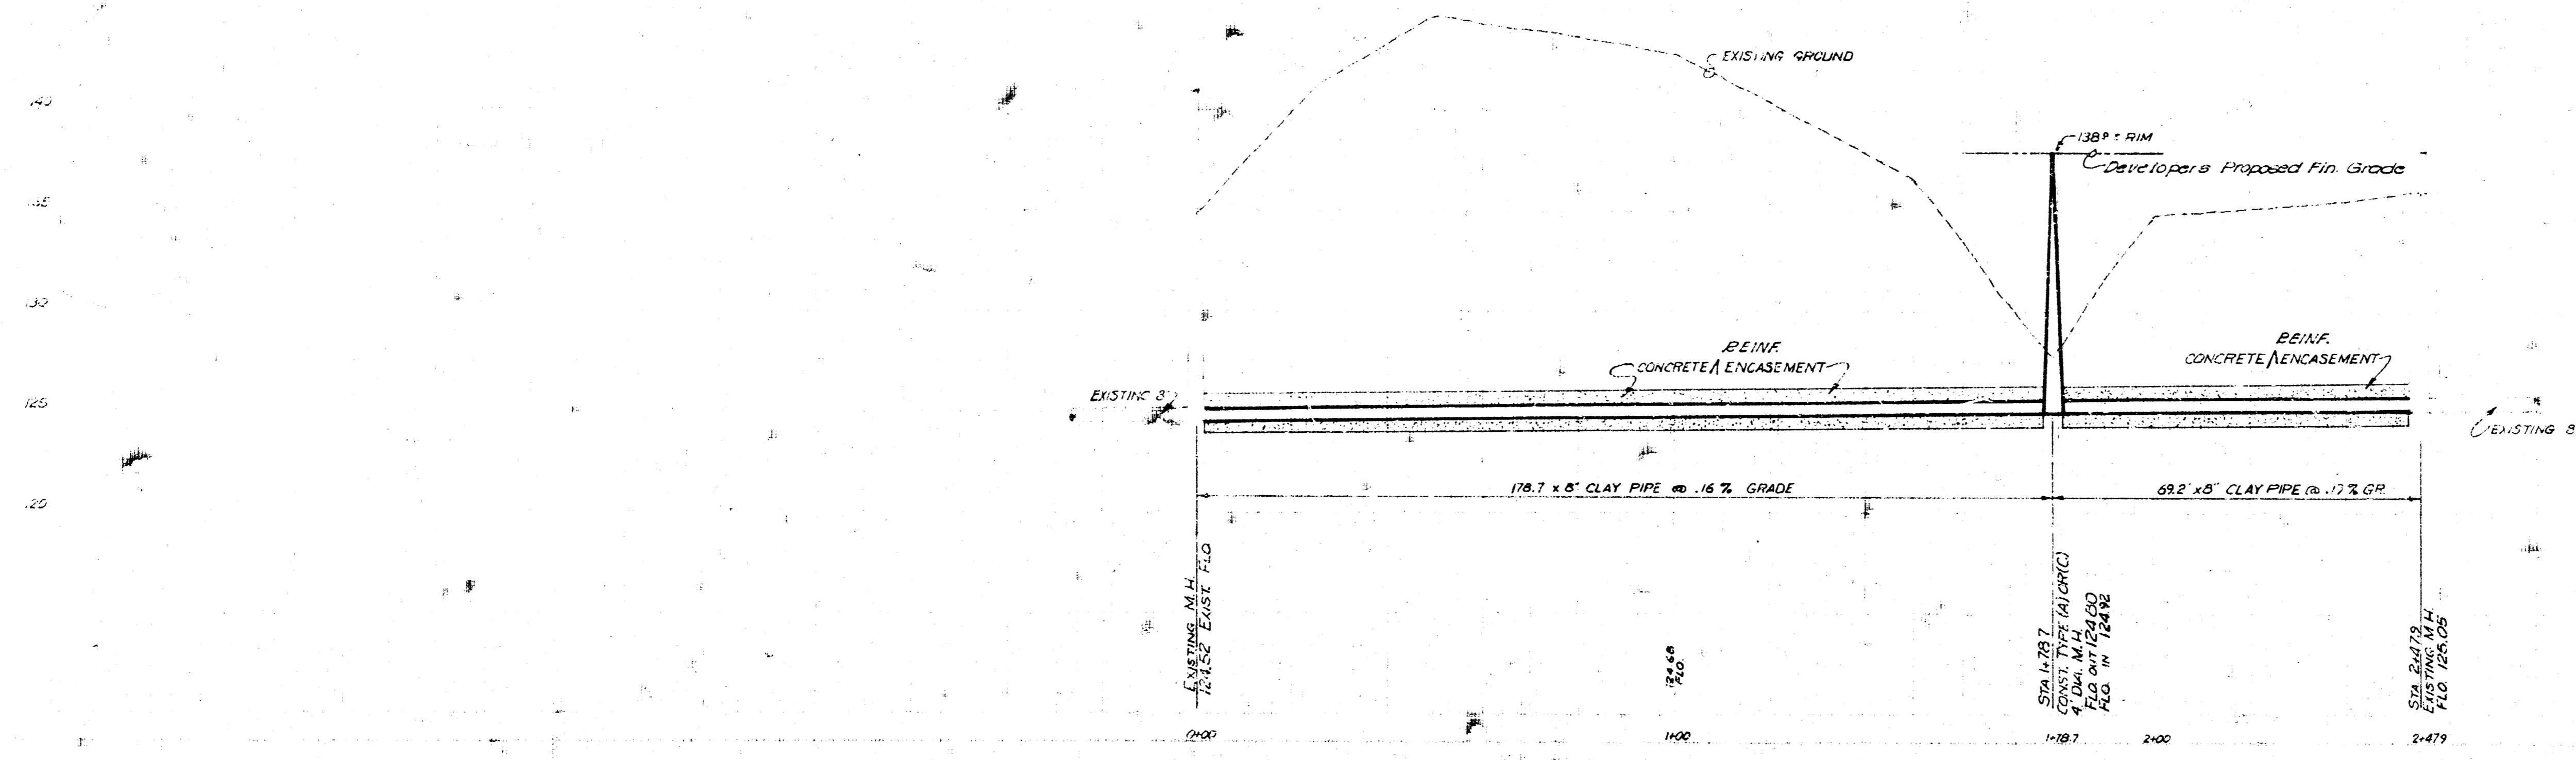 EXISTING GROUND
140
RIM
Developers Proposed Fin. Grade
135
130
REINF.
CONCRETE ENCASEMENT
REINF.
CONCRETE ENCASEMENT
EXISTING 8"
125
EXISTING 8
178.7 x 8" CLAY PIPE @ .16 % GRADE
69.2' x 8" CLAY PIPE @ .17 % GR.
120
EXISTING M.H.
124.52 EXIST. FLO
124.68
FLO.
STA 1+78.7
CONST. TYPE (A) OR (C)
4' DIA. M.H.
FLO OUT 124.80
FLO. IN 124.92
STA 2+47.9
EXISTING M.H.
FLO. 125.05
0+00
1+00
1+78.7
2+00
2+47.9